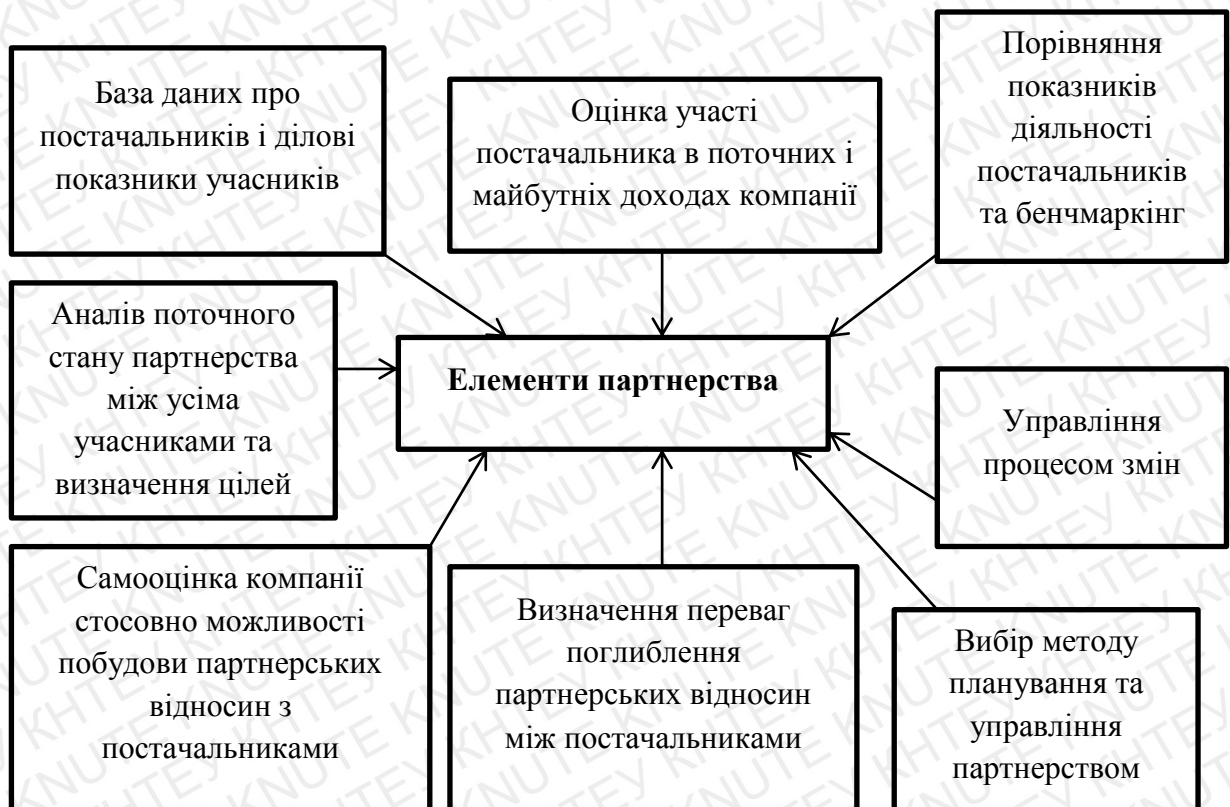 База даних про
постачальників і ділові
показники учасників
Оцінка участі
постачальника в поточних і
майбутніх доходах компанії
Порівняння
показників
діяльності
постачальників
та бенчмаркінг
Аналів поточного
стану партнерства
між усіма
учасниками та
визначення цілей
Елементи партнерства
Управління
процесом змін
Самооцінка компанії
стосовно можливості
побудови партнерських
відносин з
постачальниками
Визначення переваг
поглиблення
партнерських відносин
між постачальниками
Вибір методу
планування та
управління
партнерством